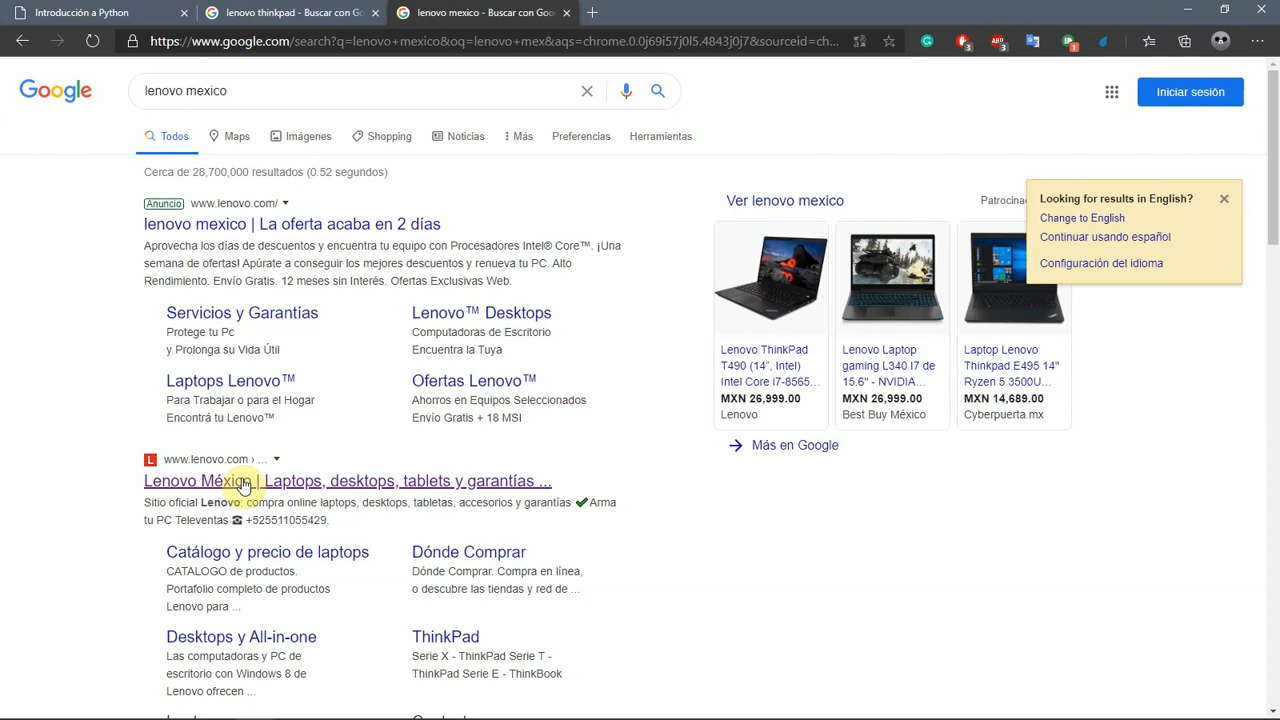 Introducción a Python
lenovo thinkpad - Buscar con Go
lenovo mexico - Buscar con Goo
https://www.google.com/search?q=lenovo+mexico&oq=lenovo+mex&aqs=chrome.0.0j69i57j0l5.4843j0j7&sourceid=ch...
3
3
1
Google
lenovo mexico
Iniciar sesión
Todos
Maps
Imágenes
Shopping
Noticias
Más
Preferencias
Herramientas
Cerca de 28,700,000 resultados (0.52 segundos)
Anuncio www.lenovo.com/
lenovo mexico | La oferta acaba en 2 días
Aprovecha los días de descuentos y encuentra tu equipo con Procesadores Intel® Core™. ¡Una
semana de ofertas! Apúrate a conseguir los mejores descuentos y renueva tu PC. Alto
Rendimiento. Envío Gratis. 12 meses sin Interés. Ofertas Exclusivas Web.
Servicios y Garantías
Protege tu Pc
y Prolonga su Vida Útil
Lenovo™ Desktops
Computadoras de Escritorio
Encuentra la Tuya
Laptops Lenovo™
Para Trabajar o para el Hogar
Encontrá tu Lenovo™
Ofertas Lenovo™
Ahorros en Equipos Seleccionados
Envío Gratis + 18 MSI
L www.lenovo.com › ...
Lenovo México | Laptops, desktops, tablets y garantías ...
Sitio oficial Lenovo: compra online laptops, desktops, tabletas, accesorios y garantías ✔Arma
tu PC Televentas ☎ +525511055429.
Catálogo y precio de laptops
CATALOGO de productos.
Portafolio completo de productos
Lenovo para ...
Dónde Comprar
Dónde Comprar. Compra en línea,
o descubre las tiendas y red de ...
Desktops y All-in-one
Las computadoras y PC de
escritorio con Windows 8 de
Lenovo ofrecen ...
ThinkPad
Serie X - ThinkPad Serie T -
ThinkPad Serie E - ThinkBook
Ver lenovo mexico
Patrocina
Lenovo ThinkPad
T490 (14", Intel)
Intel Core i7-8565...
MXN 26,999.00
Lenovo
Lenovo Laptop
gaming L340 I7 de
15.6" - NVIDIA...
MXN 26,999.00
Best Buy México
Laptop Lenovo
Thinkpad E495 14"
Ryzen 5 3500U...
MXN 14,689.00
Cyberpuerta.mx
Más en Google
Looking for results in English?
Change to English
Continuar usando español
Configuración del idioma